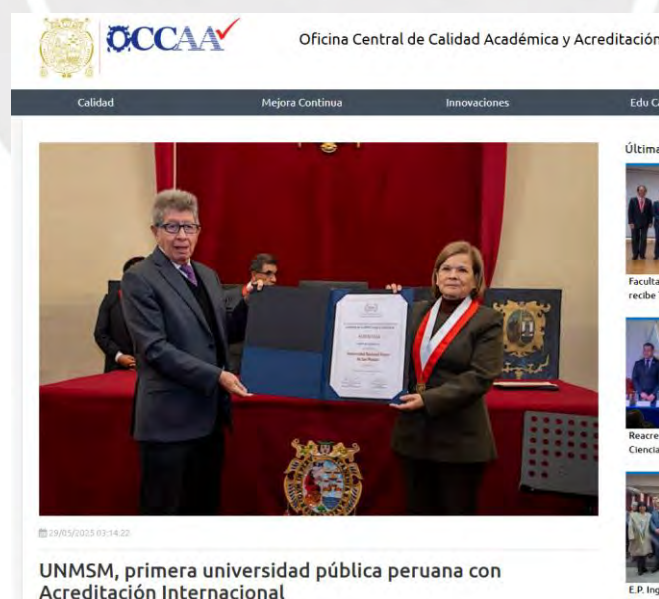 OCCAA
Oficina Central de Calidad Académica y Acreditación
Calidad
Mejora Continua
Innovaciones
Edu Ca
Última
Faculta
recibe
Reacre
Ciencia
E.P. Ing
29/05/2025 03:14:22
UNMSM, primera universidad pública peruana con
Acreditación Internacional